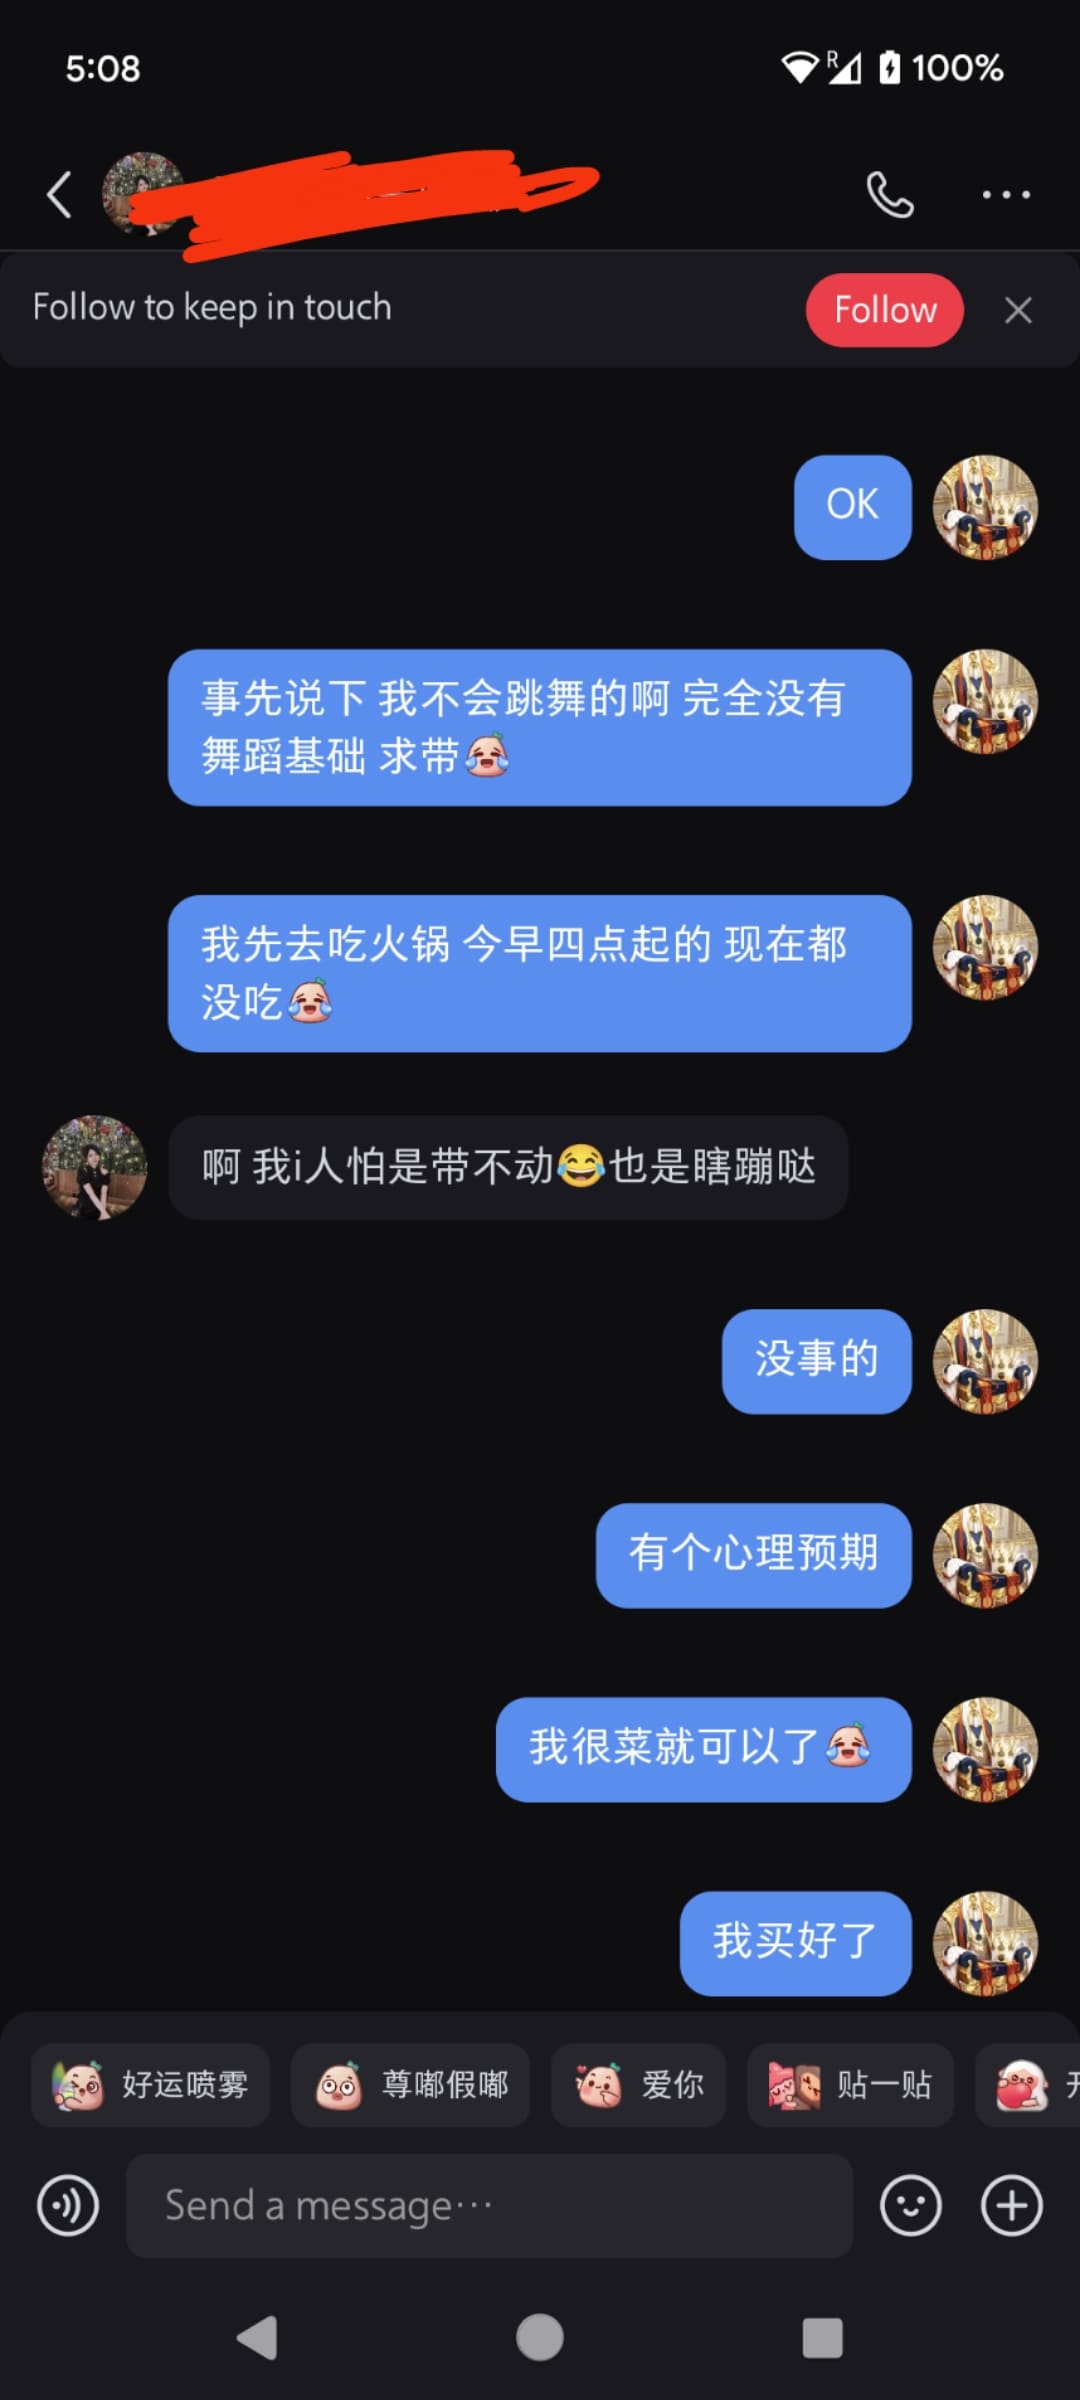 5:08
R
100%
Follow to keep in touch
Follow
OK
事先说下 我不会跳舞的啊 完全没有
舞蹈基础 求带😂
我先去吃火锅 今早四点起的 现在都
没吃😂
啊 我i人怕是带不动😂也是瞎蹦哒
没事的
有个心理预期
我很菜就可以了😂
我买好了
好运喷雾
尊嘟假嘟
爱你
贴一贴
Send a message···